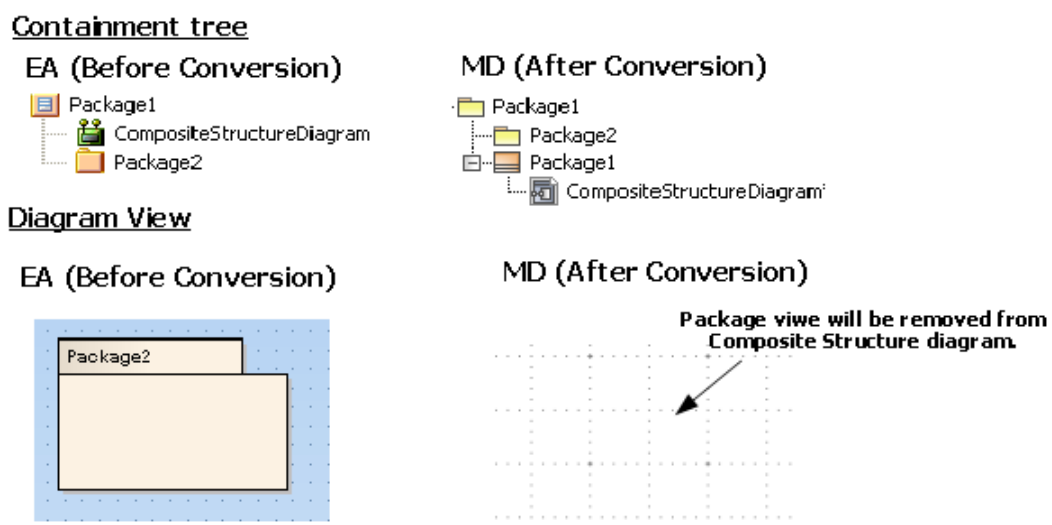 Containment tree
EA (Before Conversion)
Package1
CompositeStructureDiagram
Package2
MD (After Conversion)
Package1
Package2
Package1
CompositeStructureDiagram
Diagram View
EA (Before Conversion)
Package2
MD (After Conversion)
Package viwe will be removed from
Composite Structure diagram.